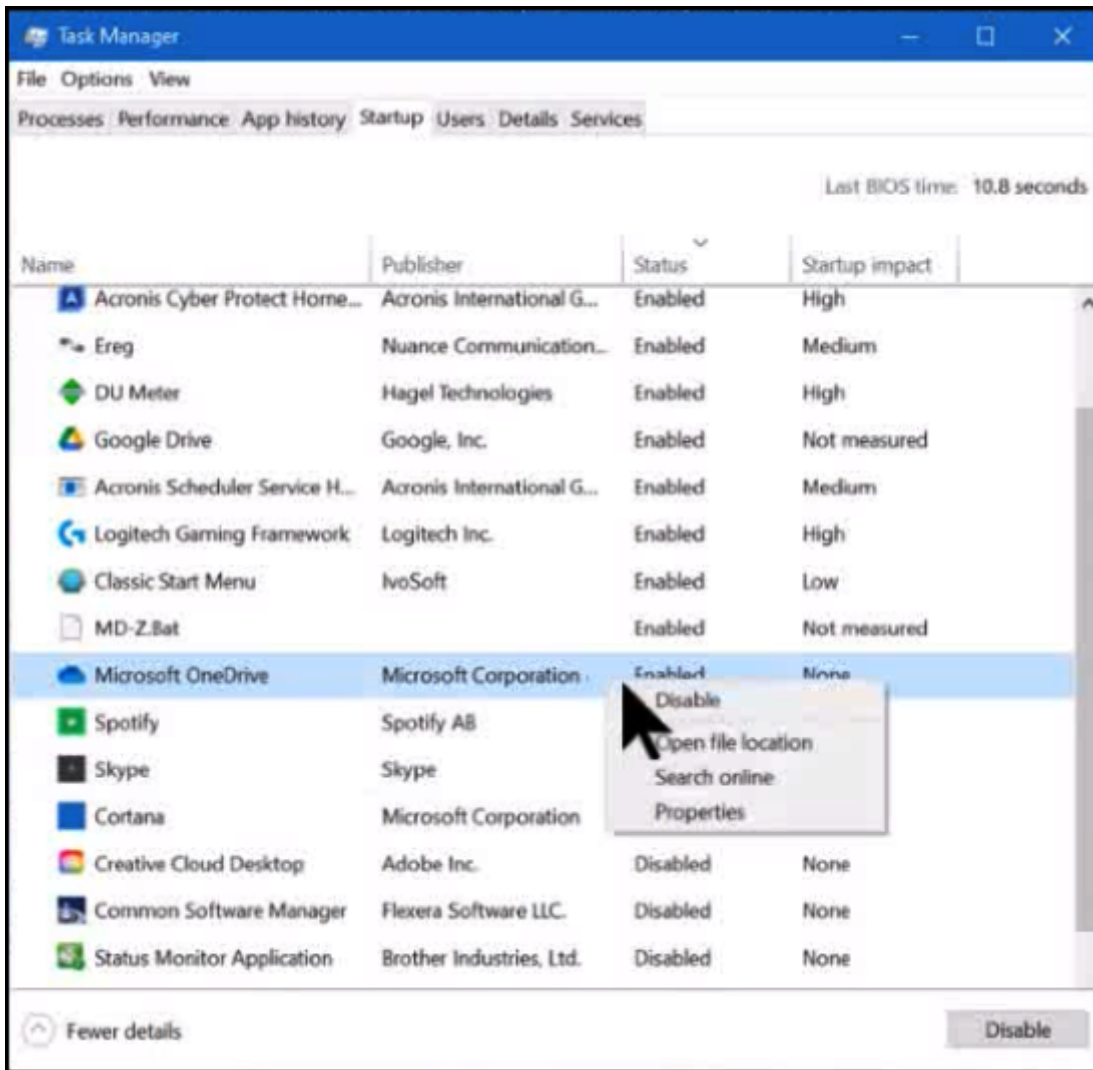 Task Manager
File Options View
Processes Performance App history Startup Users Details Services
Last BIOS time: 10.8 seconds
Name Publisher Status Startup impact
Acronis Cyber Protect Home... Acronis International G... Enabled High
Ereg Nuance Communication... Enabled Medium
DU Meter Hagel Technologies Enabled High
Google Drive Google, Inc. Enabled Not measured
Acronis Scheduler Service H... Acronis International G... Enabled Medium
Logitech Gaming Framework Logitech Inc. Enabled High
Classic Start Menu IvoSoft Enabled Low
MD-Z.Bat Enabled Not measured
Microsoft OneDrive Microsoft Corporation Enabled None
Disable
Spotify Spotify AB
Open file location
Skype Skype
Search online
Cortana Microsoft Corporation
Properties
Creative Cloud Desktop Adobe Inc. Disabled None
Common Software Manager Flexera Software LLC. Disabled None
Status Monitor Application Brother Industries, Ltd. Disabled None
Fewer details Disable